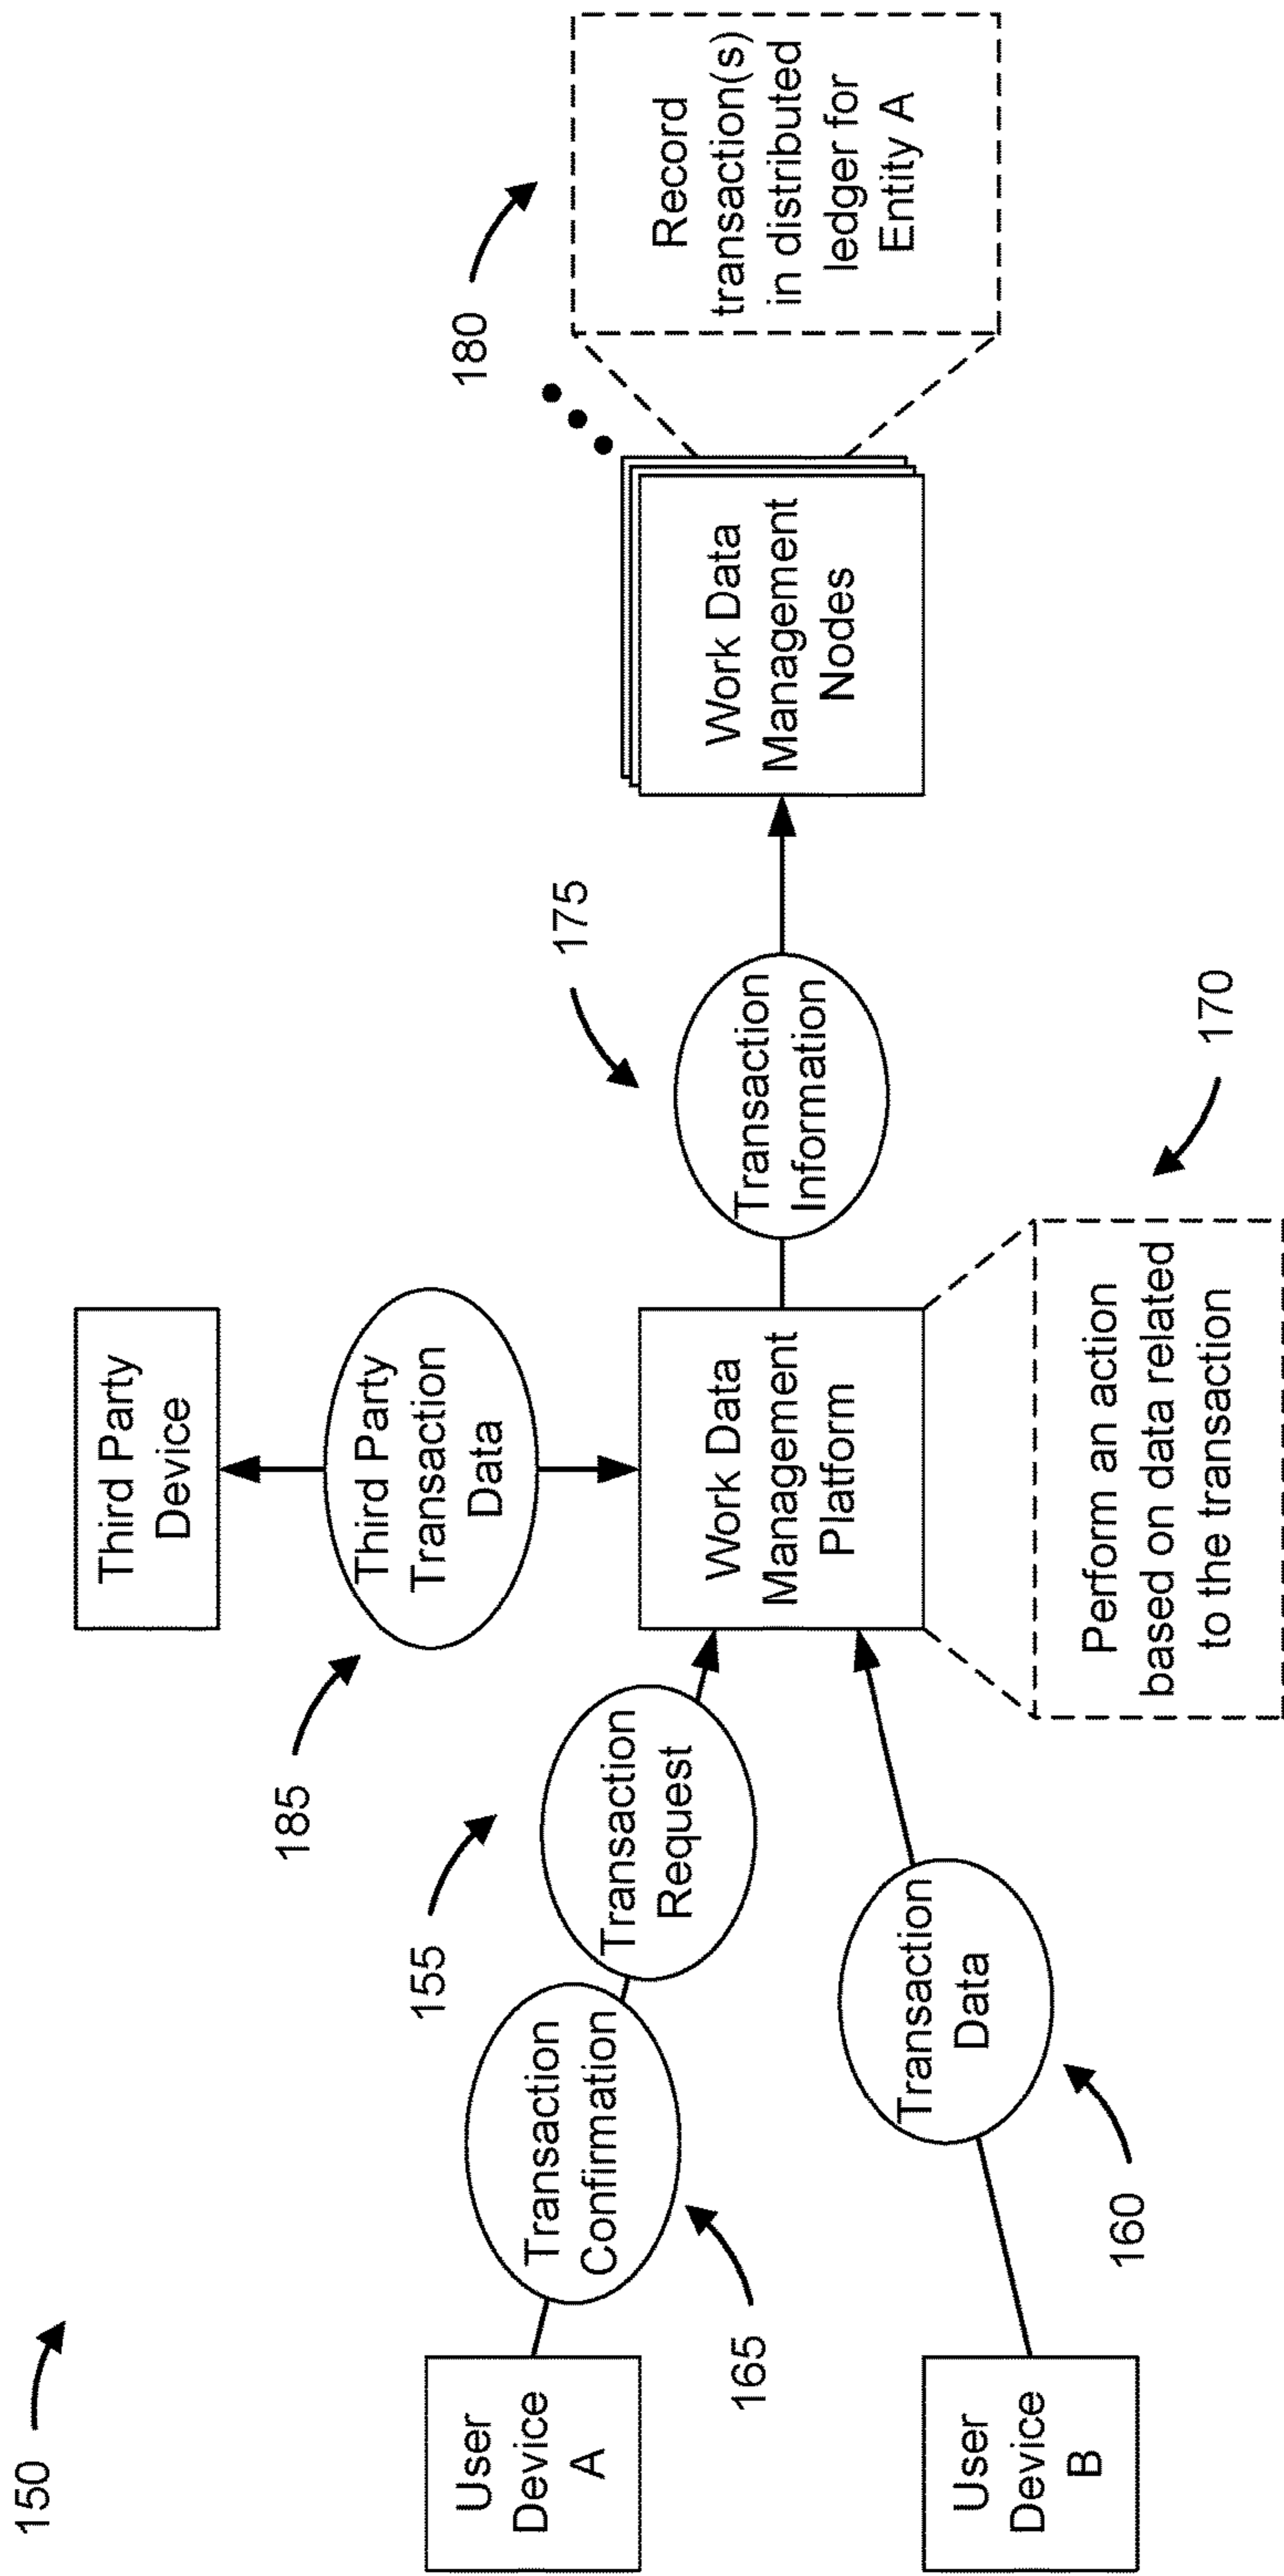 150
Third Party
Device
185
Third Party
Transaction
Data
User
Device
A
165
Transaction
Confirmation
155
Transaction
Request
User
Device
B
160
Transaction
Data
Work Data
Management
Platform
170
Perform an action
based on data related
to the transaction
175
Transaction
Information
Work Data
Management
Nodes
180
Record
transaction(s)
in distributed
ledger for
Entity A